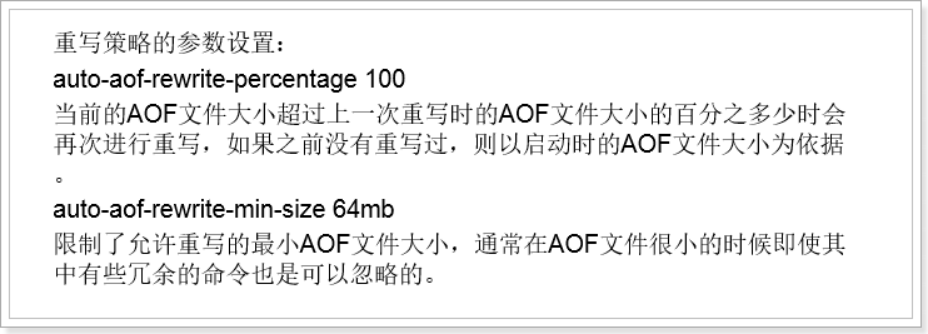 重写策略的参数设置：
auto-aof-rewrite-percentage 100
当前的AOF文件大小超过上一次重写时的AOF文件大小的百分之多少时会
再次进行重写，如果之前没有重写过，则以启动时的AOF文件大小为依据
。
auto-aof-rewrite-min-size 64mb
限制了允许重写的最小AOF文件大小，通常在AOF文件很小的时候即使其
中有些冗余的命令也是可以忽略的。